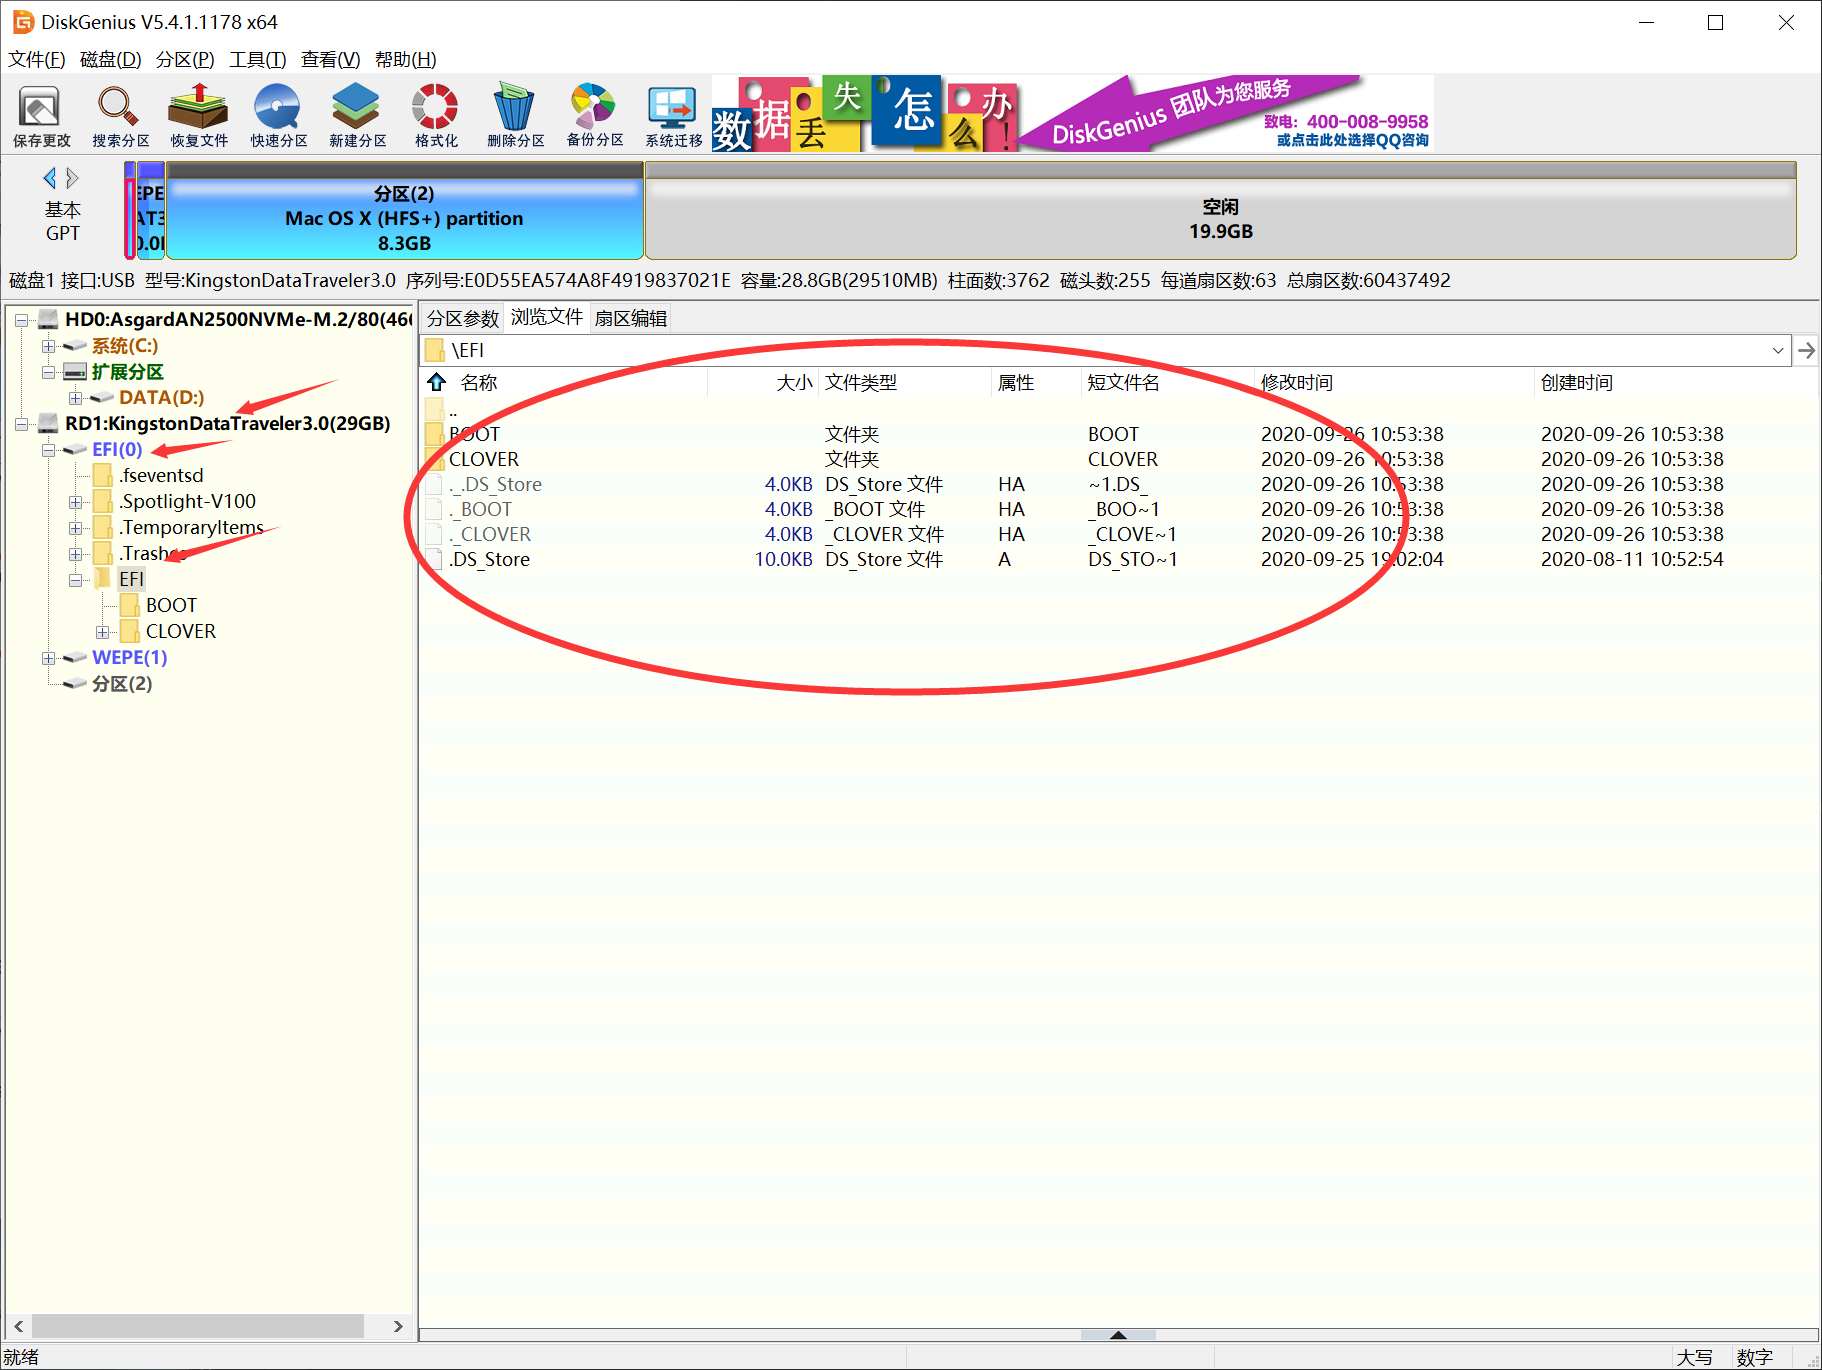 DiskGenius V5.4.1.1178 x64
文件(F) 磁盘(D) 分区(P) 工具(T) 查看(V) 帮助(H)
保存更改 搜索分区 恢复文件 快速分区 新建分区 格式化 删除分区 备份分区 系统迁移
数据丢失怎么办!
DiskGenius 团队为您服务
致电: 400-008-9958
或点击此处选择QQ咨询
基本
GPT
分区(2)
Mac OS X (HFS+) partition
8.3GB
空闲
19.9GB
磁盘1 接口:USB 型号:KingstonDataTraveler3.0 序列号:E0D55EA574A8F4919837021E 容量:28.8GB(29510MB) 柱面数:3762 磁头数:255 每道扇区数:63 总扇区数:60437492
HD0:AsgardAN2500NVMe-M.2/80(466
系统(C:)
扩展分区
DATA(D:)
RD1:KingstonDataTraveler3.0(29GB)
EFI(0)
.fseventsd
.Spotlight-V100
.TemporaryItems
.Trashes
EFI
BOOT
CLOVER
WEPE(1)
分区(2)
分区参数 浏览文件 扇区编辑
\EFI
名称 大小 文件类型 属性 短文件名 修改时间 创建时间
..
BOOT 文件夹 BOOT 2020-09-26 10:53:38 2020-09-26 10:53:38
CLOVER 文件夹 CLOVER 2020-09-26 10:53:38 2020-09-26 10:53:38
._.DS_Store 4.0KB DS_Store 文件 HA ~1.DS_ 2020-09-26 10:53:38 2020-09-26 10:53:38
._BOOT 4.0KB _BOOT 文件 HA _BOO~1 2020-09-26 10:53:38 2020-09-26 10:53:38
._CLOVER 4.0KB _CLOVER 文件 HA _CLOVE~1 2020-09-26 10:53:38 2020-09-26 10:53:38
.DS_Store 10.0KB DS_Store 文件 A DS_STO~1 2020-09-25 19:02:04 2020-08-11 10:52:54
就绪
大写 数字